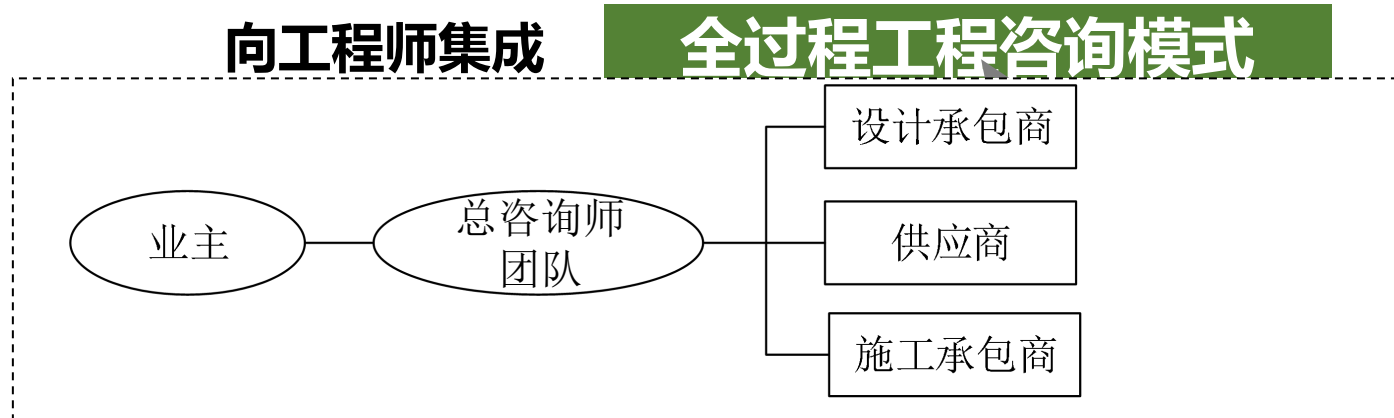 向工程师集成
全过程工程咨询模式
设计承包商
业主
总咨询师
团队
供应商
施工承包商